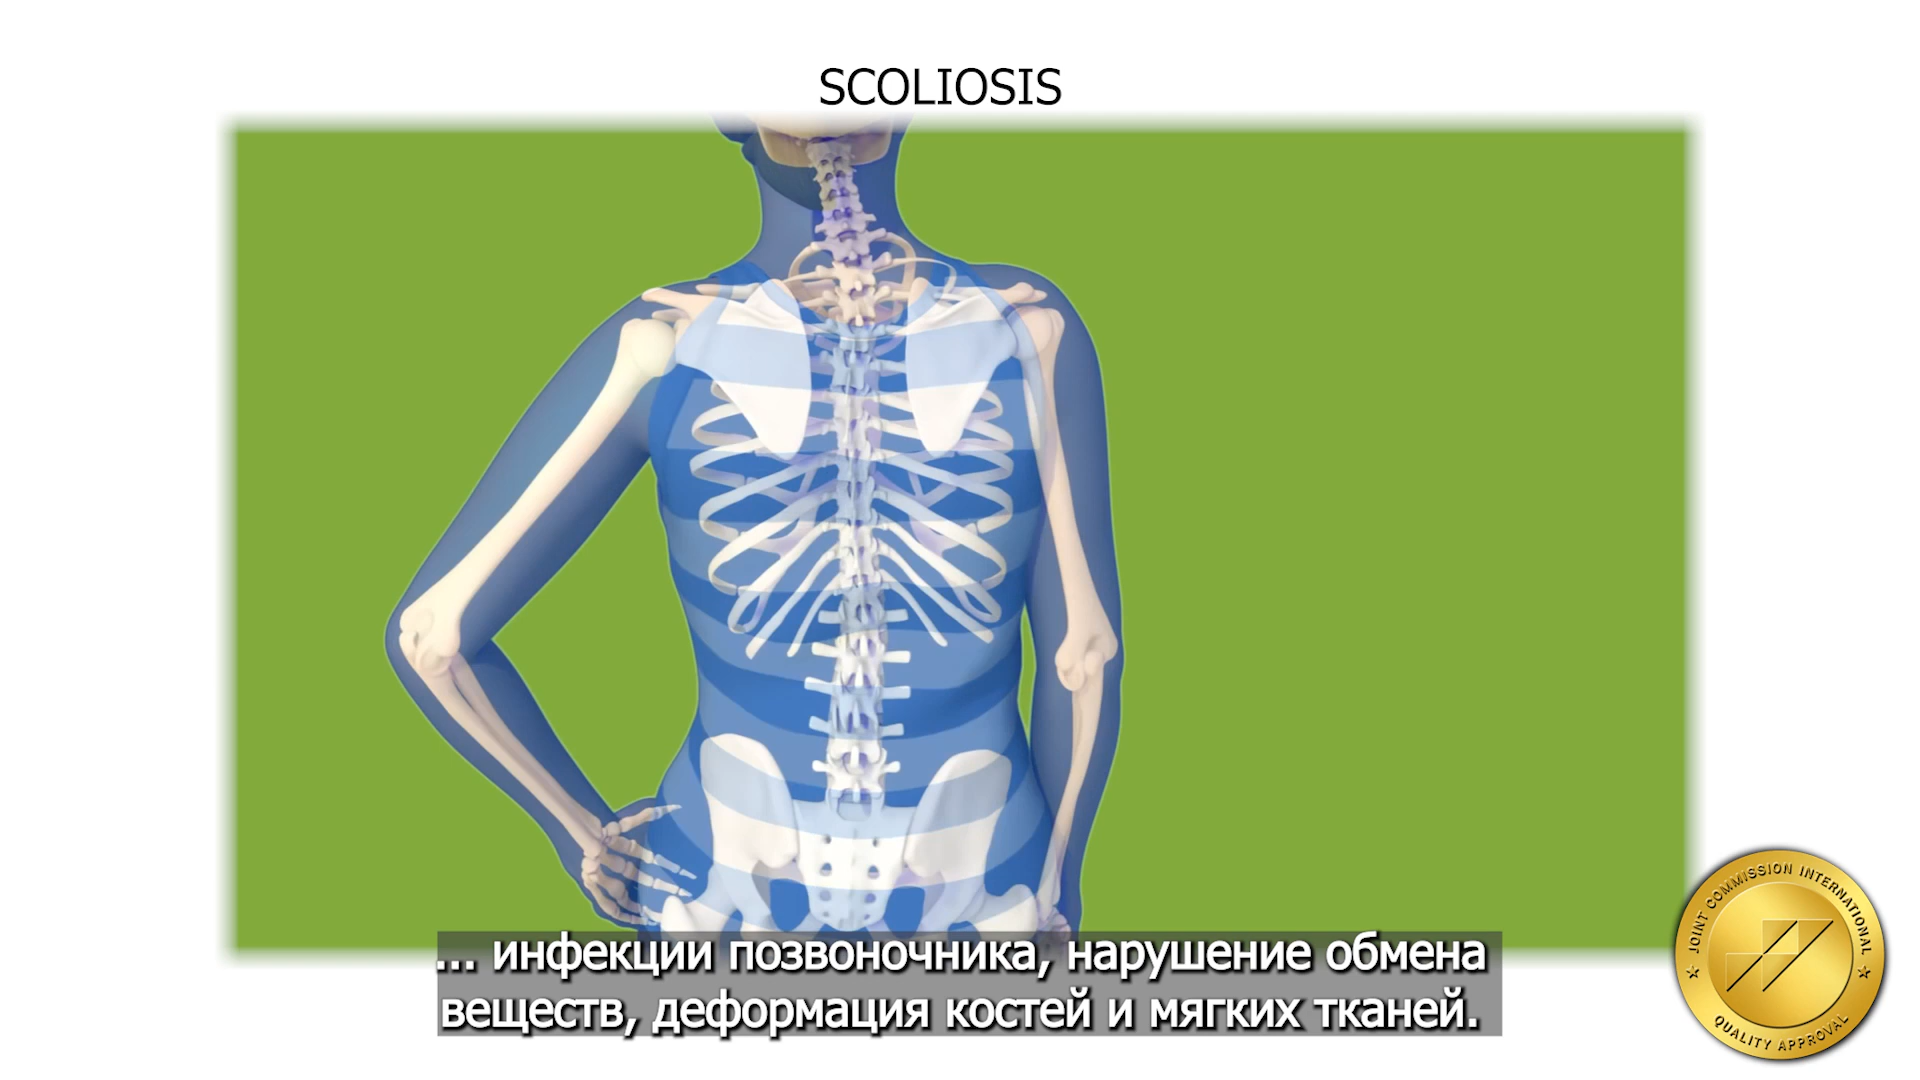 SCOLIOSIS
... инфекции позвоночника, нарушение обмена
веществ, деформация костей и мягких тканей.
JOINT COMMISSION INTERNATIONAL
QUALITY APPROVAL